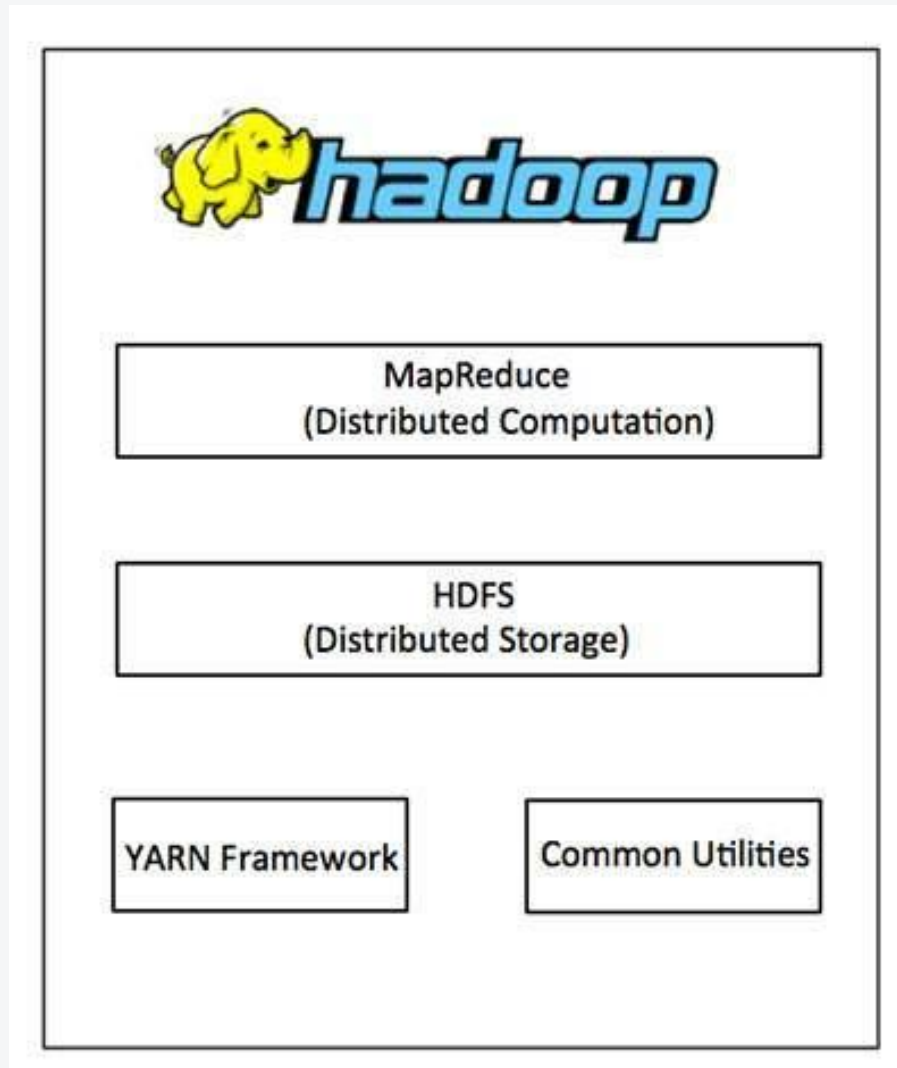 hadoop
MapReduce
(Distributed Computation)
HDFS
(Distributed Storage)
YARN Framework
Common Utilities